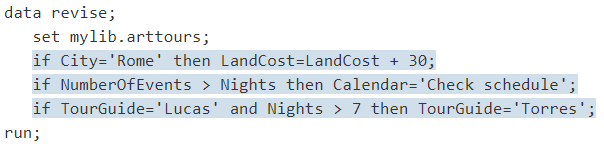 data revise;
set mylib.arttours;
if City='Rome' then LandCost=LandCost + 30;
if NumberOfEvents > Nights then Calendar='Check schedule';
if TourGuide='Lucas' and Nights > 7 then TourGuide='Torres';
run;